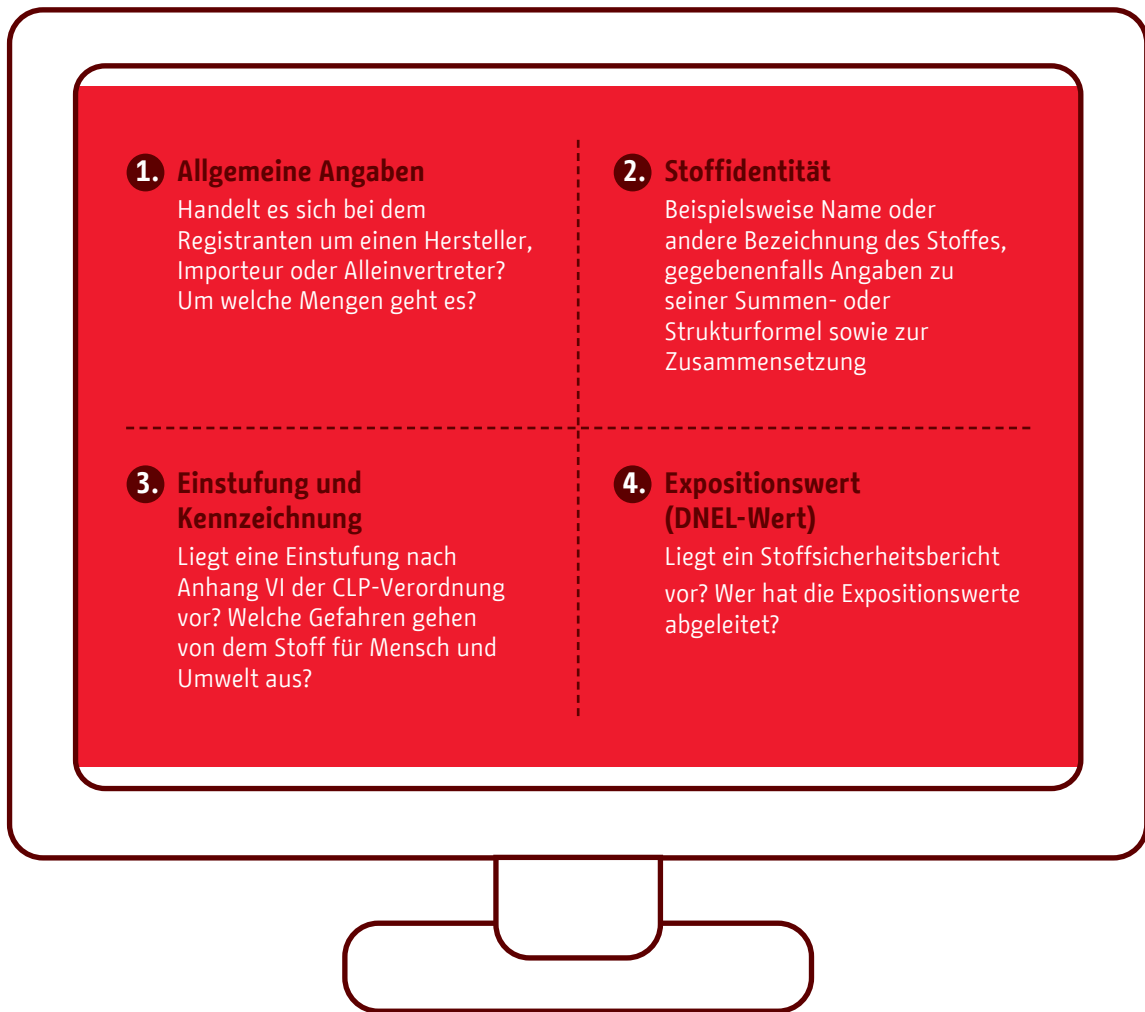 1. Allgemeine Angaben
Handelt es sich bei dem
Registranten um einen Hersteller,
Importeur oder Alleinvertreter?
Um welche Mengen geht es?
2. Stoffidentität
Beispielsweise Name oder
andere Bezeichnung des Stoffes,
gegebenenfalls Angaben zu
seiner Summen- oder
Strukturformel sowie zur
Zusammensetzung
3. Einstufung und
Kennzeichnung
Liegt eine Einstufung nach
Anhang VI der CLP-Verordnung
vor? Welche Gefahren gehen
von dem Stoff für Mensch und
Umwelt aus?
4. Expositionswert
(DNEL-Wert)
Liegt ein Stoffsicherheitsbericht
vor? Wer hat die Expositionswerte
abgeleitet?